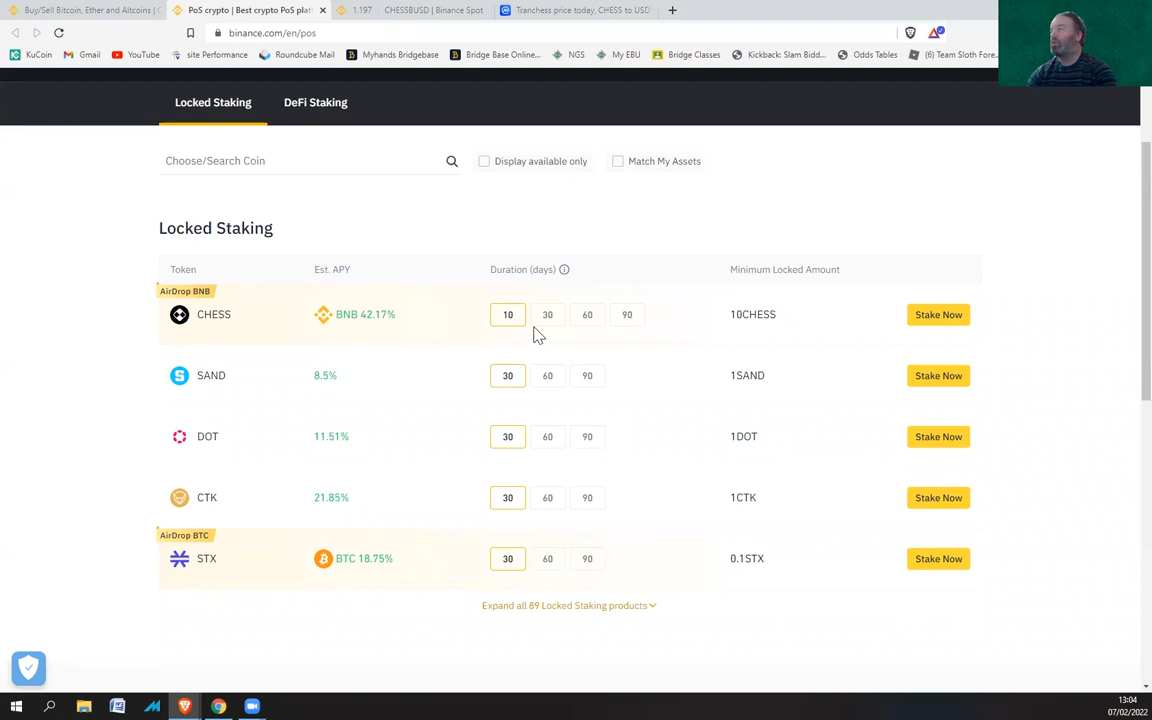 Buy/Sell Bitcoin, Ether and Altcoins | C
PoS crypto | Best crypto PoS plat
1.197 CHESSBUSD | Binance Spot
Tranchess price today, CHESS to USD
binance.com/en/pos
KuCoin
Gmail
YouTube
site Performance
Roundcube Mail
Myhands Bridgebase
Bridge Base Online...
NGS
My EBU
Bridge Classes
Kickback: Slam Bidd...
Odds Tables
(6) Team Sloth Fore...
Locked Staking
DeFi Staking
Choose/Search Coin
Display available only
Match My Assets
Locked Staking
Token Est. APY Duration (days) Minimum Locked Amount
AirDrop BNB
CHESS BNB 42.17% 10 30 60 90 10CHESS Stake Now
SAND 8.5% 30 60 90 1SAND Stake Now
DOT 11.51% 30 60 90 1DOT Stake Now
CTK 21.85% 30 60 90 1CTK Stake Now
AirDrop BTC
STX BTC 18.75% 30 60 90 0.1STX Stake Now
Expand all 89 Locked Staking products
13:04
07/02/2022